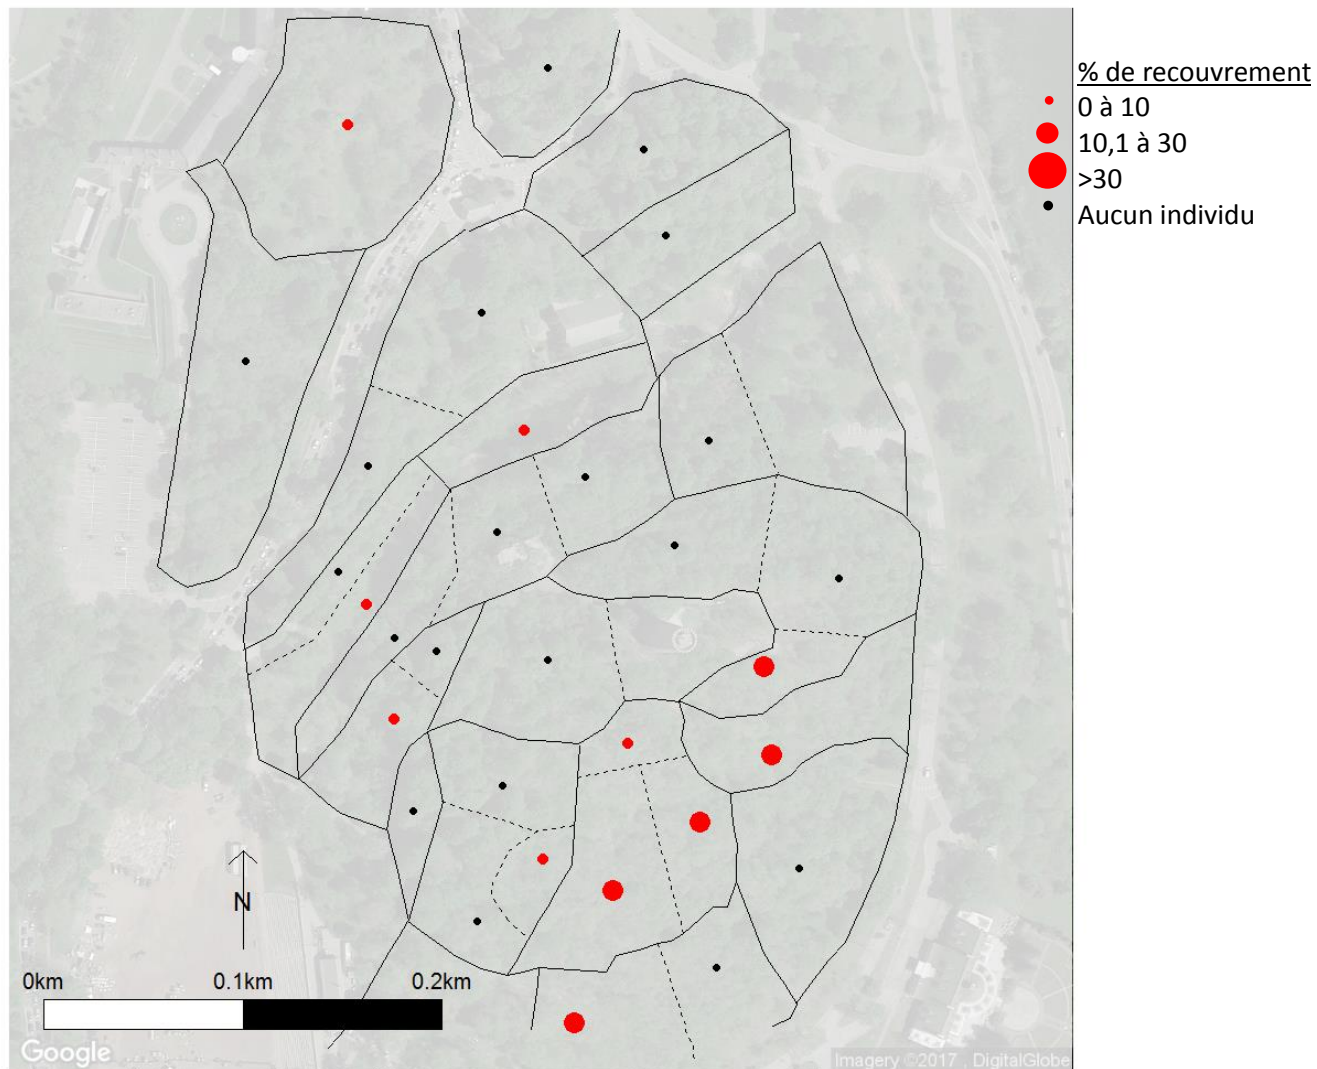 % de recouvrement
0 à 10
10,1 à 30
>30
Aucun individu
N
0km 0.1km 0.2km
Google
Imagery ©2017 , DigitalGlobe